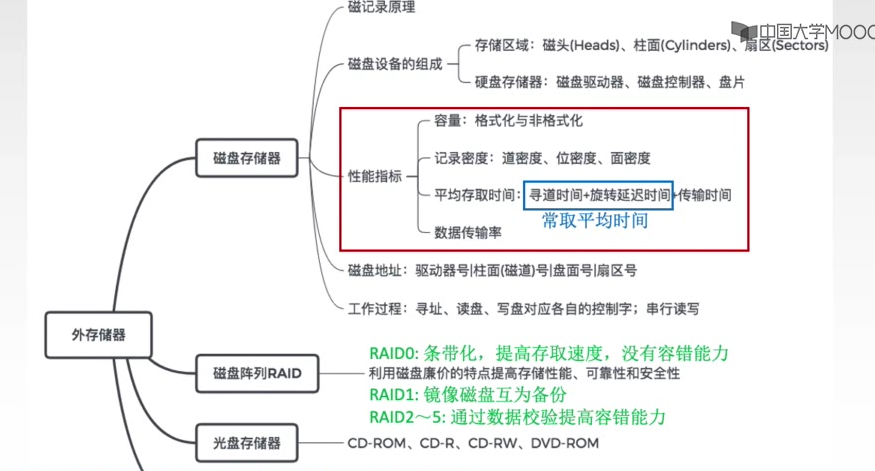 磁记录原理
中国大学MOOC
存储区域：磁头(Heads)、柱面(Cylinders)、扇区(Sectors)
磁盘设备的组成
硬盘存储器：磁盘驱动器、磁盘控制器、盘片
容量：格式化与非格式化
磁盘存储器
记录密度：道密度、位密度、面密度
性能指标
平均存取时间：寻道时间+旋转延迟时间+传输时间
常取平均时间
数据传输率
磁盘地址：驱动器号|柱面(磁道)号|盘面号|扇区号
工作过程：寻址、读盘、写盘对应各自的控制字；串行读写
外存储器
RAID0: 条带化，提高存取速度，没有容错能力
磁盘阵列RAID
利用磁盘廉价的特点提高存储性能、可靠性和安全性
RAID1: 镜像磁盘互为备份
RAID2～5: 通过数据校验提高容错能力
光盘存储器
CD-ROM、CD-R、CD-RW、DVD-ROM